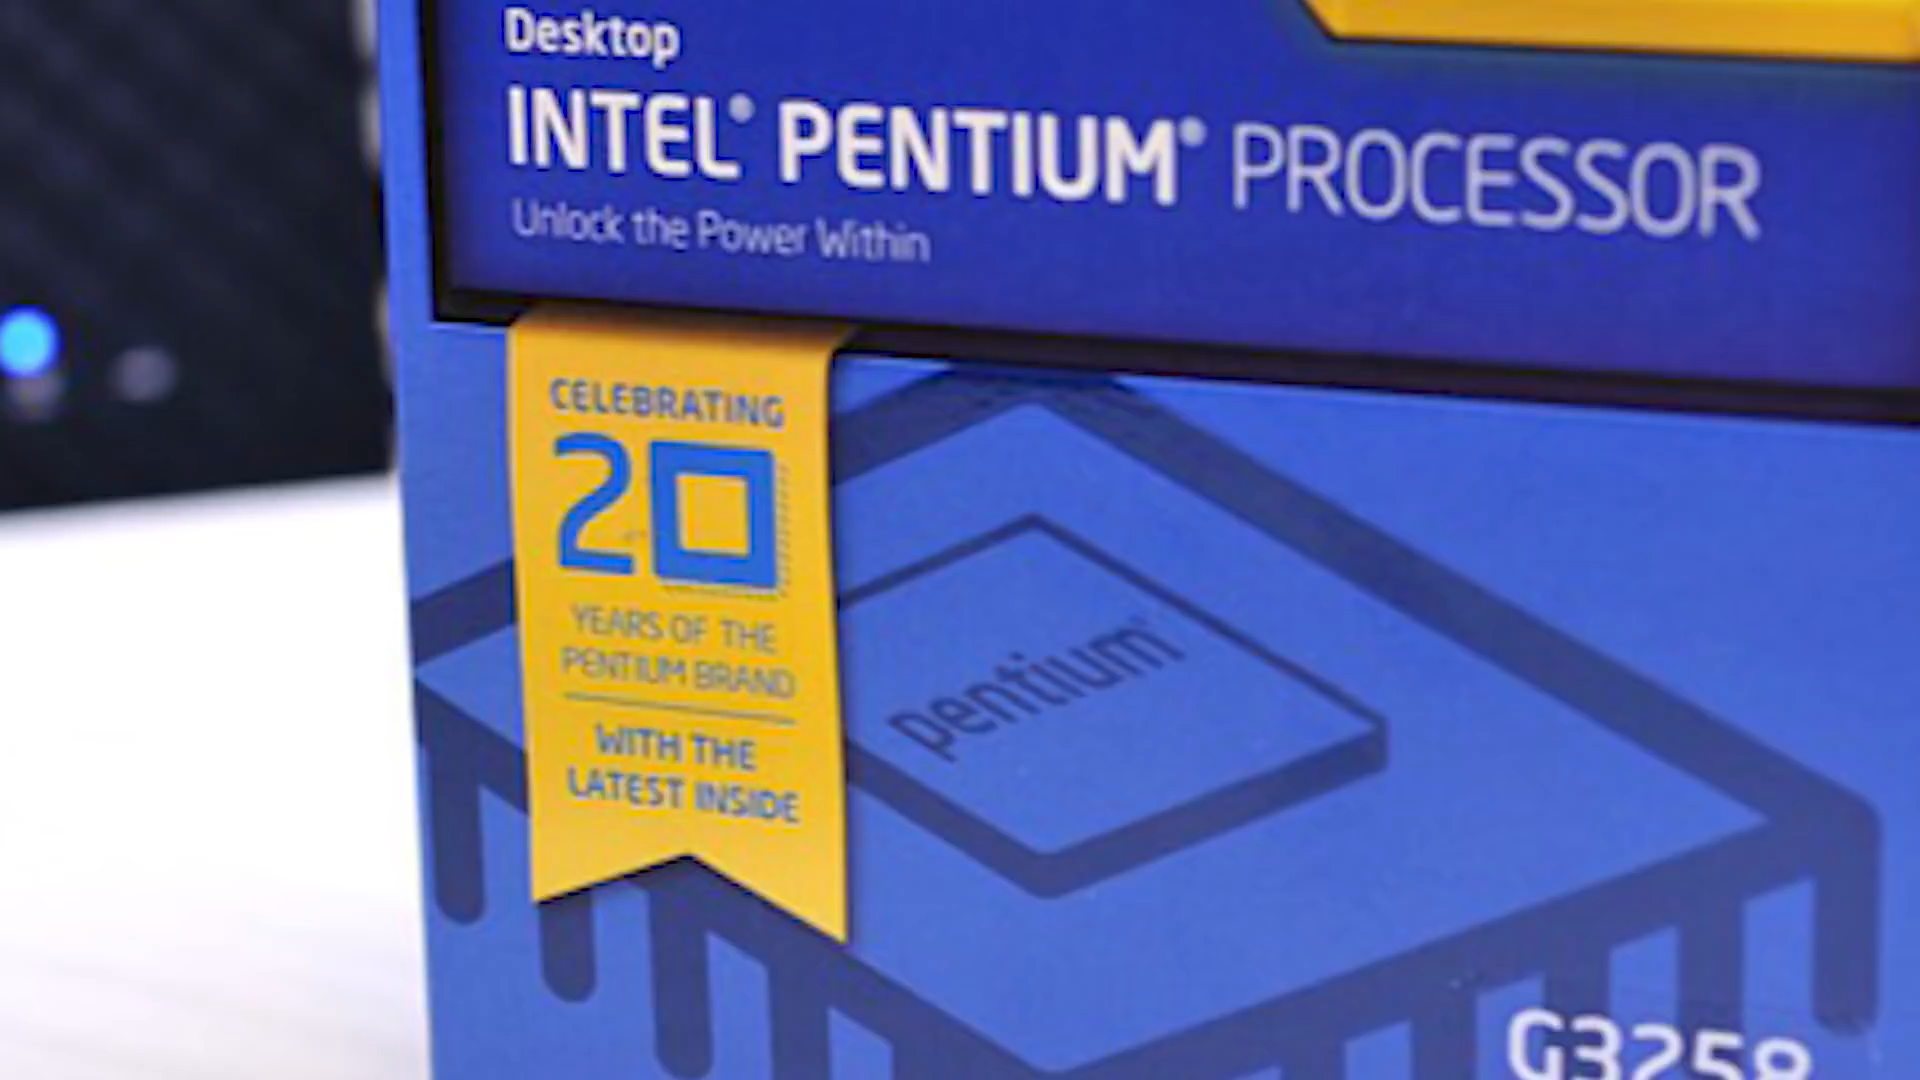 Desktop
INTEL® PENTIUM® PROCESSOR
Unlock the Power Within
CELEBRATING
20
YEARS OF THE
PENTIUM BRAND
WITH THE
LATEST INSIDE
pentium®
G3258